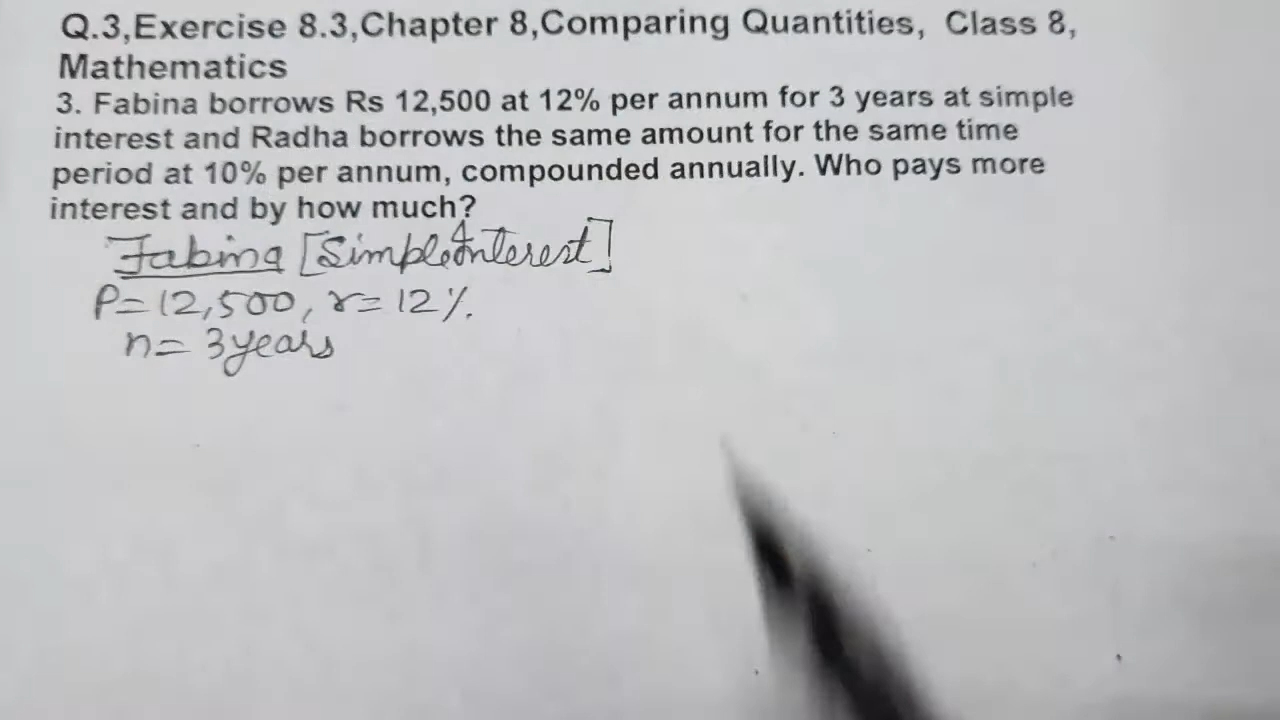 Q.3,Exercise 8.3,Chapter 8,Comparing Quantities, Class 8,
Mathematics
3. Fabina borrows Rs 12,500 at 12% per annum for 3 years at simple
interest and Radha borrows the same amount for the same time
period at 10% per annum, compounded annually. Who pays more
interest and by how much?
Fabina [Simple Interest]
P= 12,500, r= 12%.
n= 3years